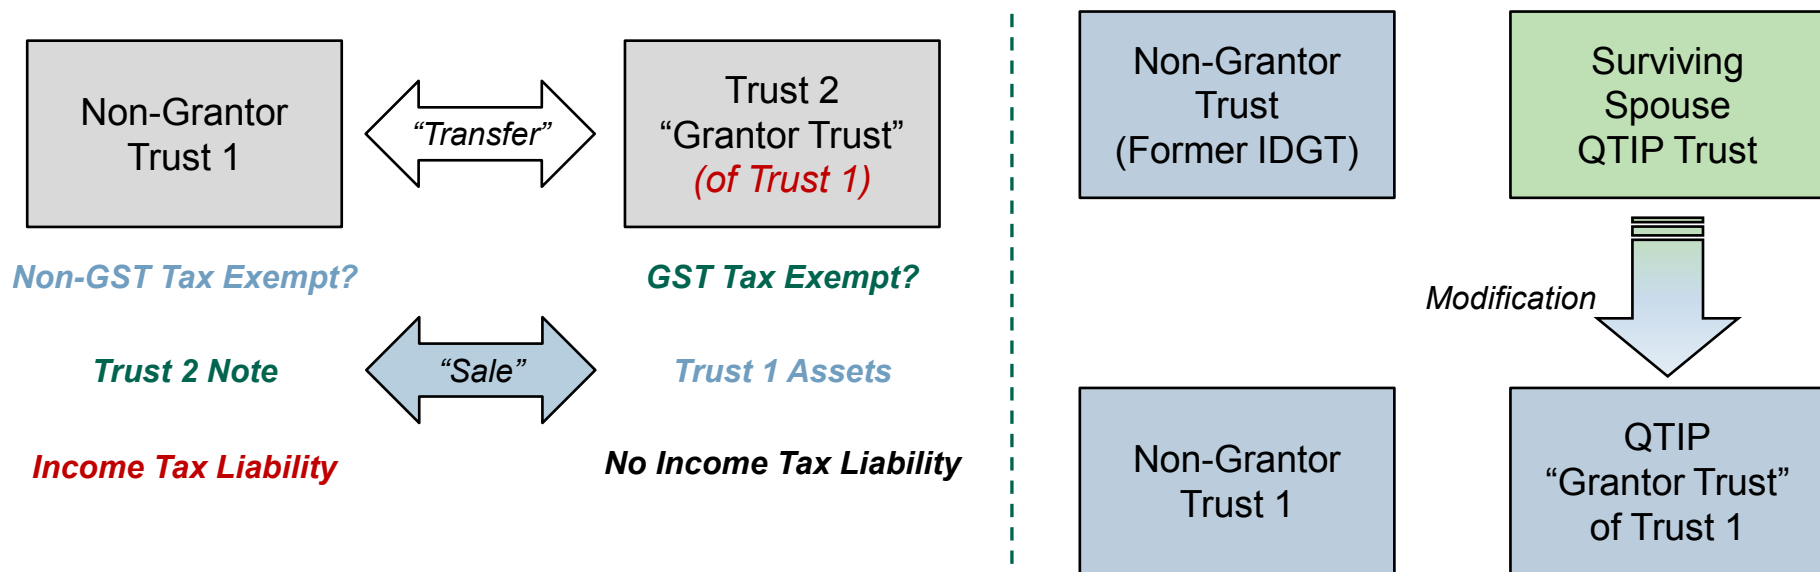 Non-Grantor
Trust 1
“Transfer”
Trust 2
“Grantor Trust”
(of Trust 1)
Non-GST Tax Exempt?
GST Tax Exempt?
Trust 2 Note
“Sale”
Trust 1 Assets
Income Tax Liability
No Income Tax Liability
Non-Grantor
Trust
(Former IDGT)
Surviving
Spouse
QTIP Trust
Modification
Non-Grantor
Trust 1
QTIP
“Grantor Trust”
of Trust 1